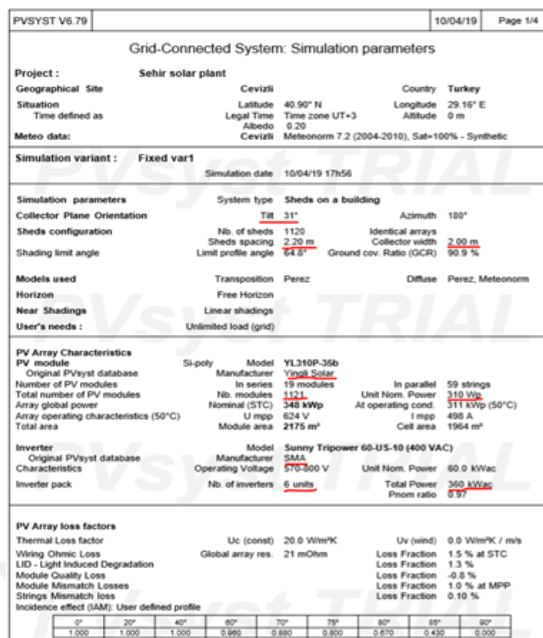 PVSYST V6.79 10/04/19 Page 1/4
Grid-Connected System: Simulation parameters
Project : Sehir solar plant
Geographical Site Cevizli Country Turkey
Situation Latitude 40.90° N Longitude 29.16° E
Time defined as Legal Time Time zone UT+3 Altitude 0 m
Albedo 0.20
Meteo data: Cevizli Meteonorm 7.2 (2004-2010), Sat=100% - Synthetic
Simulation variant : Fixed var1
Simulation date 10/04/19 17h56
Simulation parameters System type Sheds on a building
Collector Plane Orientation Tilt 31° Azimuth 180°
Sheds configuration Nb. of sheds 1120 Identical arrays
Sheds spacing 2.20 m Collector width 2.00 m
Shading limit angle Limit profile angle 64.8° Ground cov. Ratio (GCR) 90.9 %
Models used Transposition Perez Diffuse Perez, Meteonorm
Horizon Free Horizon
Near Shadings Linear shadings
User's needs : Unlimited load (grid)
PV Array Characteristics
PV module Si-poly Model YL310P-35b
Original PVsyst database Manufacturer Yingli Solar
Number of PV modules In series 19 modules In parallel 59 strings
Total number of PV modules Nb. modules 1121 Unit Nom. Power 310 Wp
Array global power Nominal (STC) 348 kWp At operating cond. 311 kWp (50°C)
Array operating characteristics (50°C) U mpp 624 V I mpp 498 A
Total area Module area 2175 m² Cell area 1964 m²
Inverter Model Sunny Tripower 60-US-10 (400 VAC)
Original PVsyst database Manufacturer SMA
Characteristics Operating Voltage 570-800 V Unit Nom. Power 60.0 kWac
Inverter pack Nb. of inverters 6 units Total Power 360 kWac
Pnom ratio 0.97
PV Array loss factors
Thermal Loss factor Uc (const) 20.0 W/m²K Uv (wind) 0.0 W/m²K / m/s
Wiring Ohmic Loss Global array res. 21 mOhm Loss Fraction 1.5 % at STC
LID - Light Induced Degradation Loss Fraction 1.3 %
Module Quality Loss Loss Fraction -0.8 %
Module Mismatch Losses Loss Fraction 1.0 % at MPP
Strings Mismatch loss Loss Fraction 0.10 %
Incidence effect (IAM): User defined profile
0° 20° 40° 60° 70° 75° 80° 85° 90°
1.000 1.000 1.000 0.960 0.880 0.800 0.670 0.430 0.000
PVsyst TRIAL
PVsyst TRIAL
PVsyst TRIAL